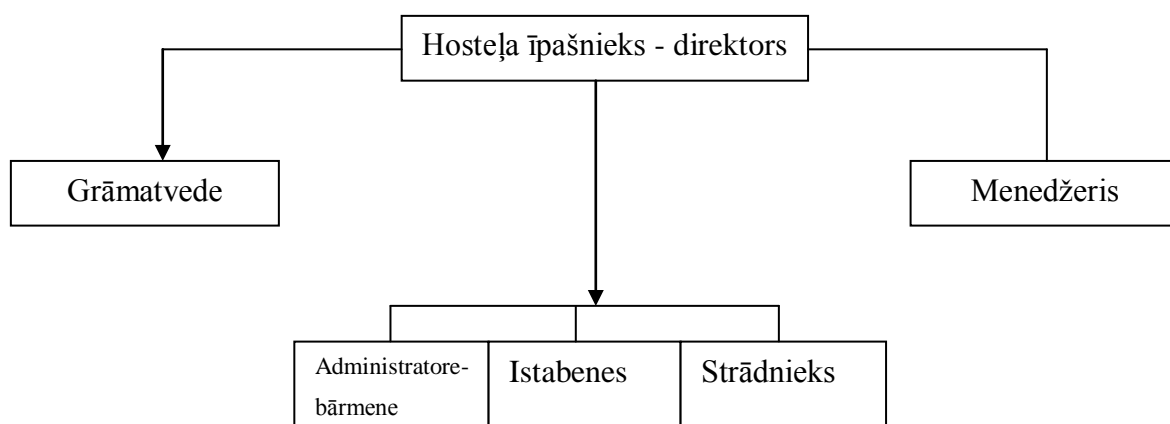 Hosteļa īpašnieks - direktors
Grāmatvede
Menedžeris
Administratore-
bārmene
Istabenes
Strādnieks